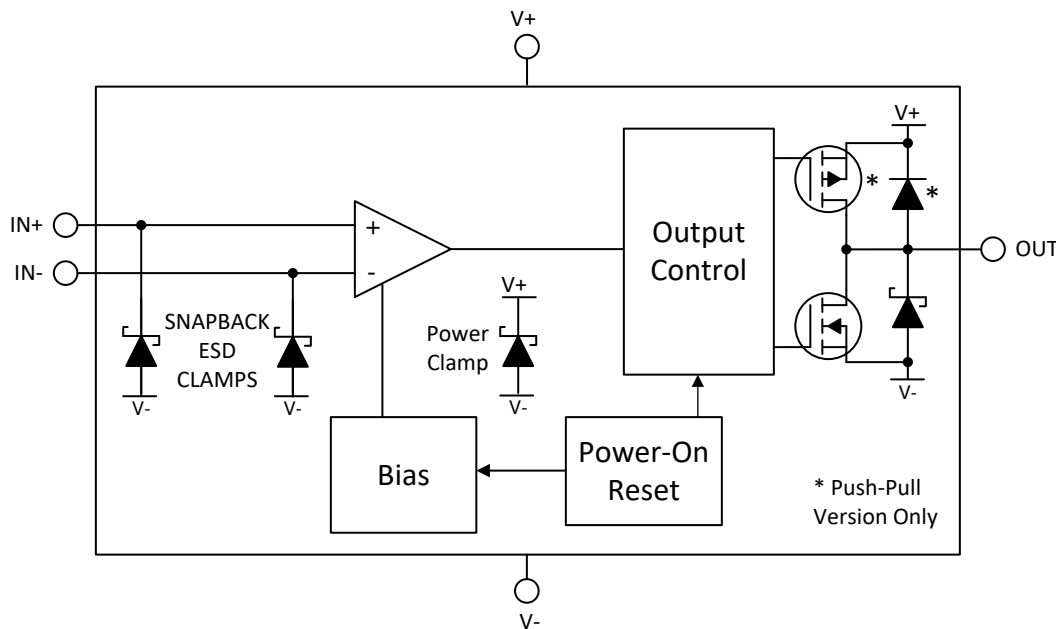 V+
V+
*
*
IN+
+
Output
Control
OUT
IN-
-
V+
SNAPBACK
ESD
CLAMPS
Power
Clamp
V-
V-
V-
V-
Bias
Power-On
Reset
* Push-Pull
Version Only
V-